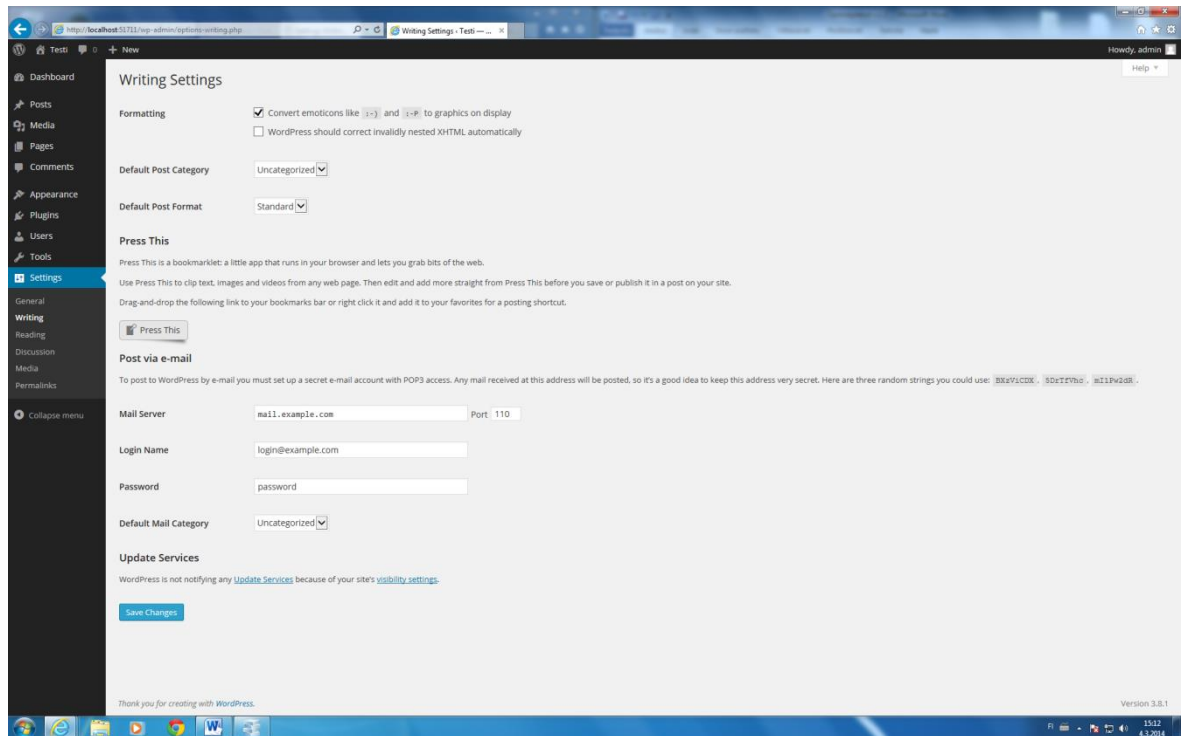 http://localhost:51711/wp-admin/options-writing.php
Writing Settings ‹ Testi — ...
Testi 0 + New
Howdy, admin
Help
Dashboard
Posts
Media
Pages
Comments
Appearance
Plugins
Users
Tools
Settings
General
Writing
Reading
Discussion
Media
Permalinks
Collapse menu
Writing Settings
Formatting
Convert emoticons like :-) and :-P to graphics on display
WordPress should correct invalidly nested XHTML automatically
Default Post Category Uncategorized
Default Post Format Standard
Press This
Press This is a bookmarklet: a little app that runs in your browser and lets you grab bits of the web.
Use Press This to clip text, images and videos from any web page. Then edit and add more straight from Press This before you save or publish it in a post on your site.
Drag-and-drop the following link to your bookmarks bar or right click it and add it to your favorites for a posting shortcut.
Press This
Post via e-mail
To post to WordPress by e-mail you must set up a secret e-mail account with POP3 access. Any mail received at this address will be posted, so it's a good idea to keep this address very secret. Here are three random strings you could use: BXzViCDX , 5DrTfVhc , mI1Pw2dR .
Mail Server mail.example.com Port 110
Login Name login@example.com
Password password
Default Mail Category Uncategorized
Update Services
WordPress is not notifying any Update Services because of your site's visibility settings.
Save Changes
Thank you for creating with WordPress.
Version 3.8.1
FI
15:12
4.3.2014